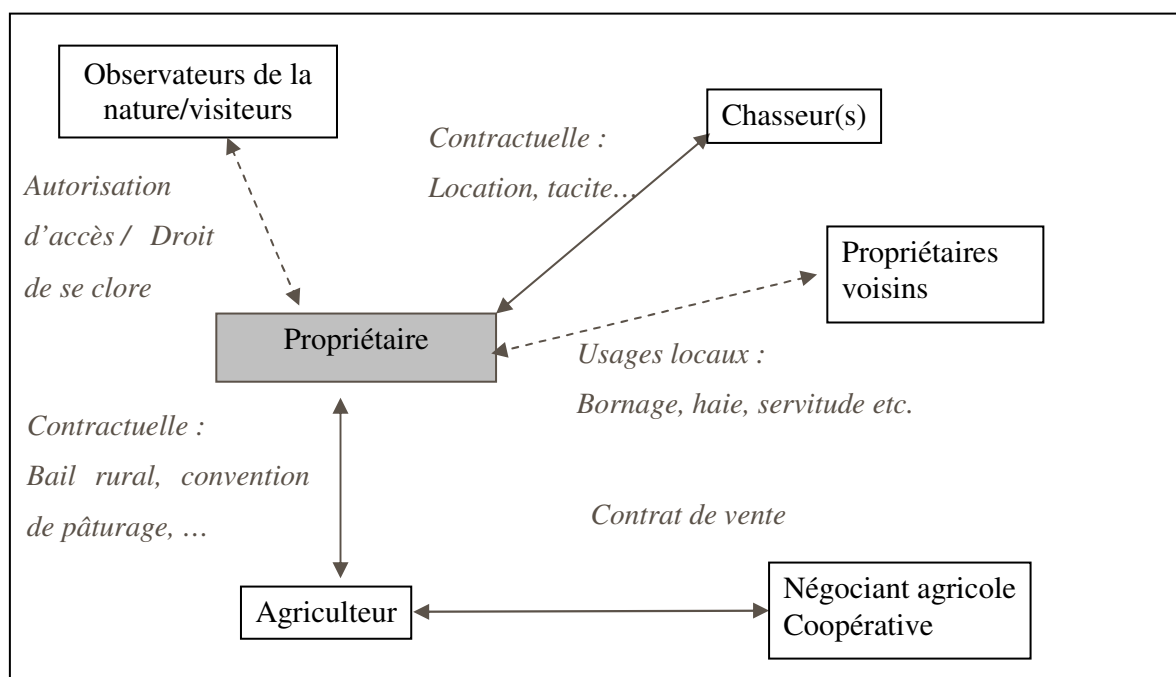 Observateurs de la
nature/visiteurs
Chasseur(s)
Contractuelle :
Location, tacite…
Autorisation
d’accès / Droit
de se clore
Propriétaires
voisins
Propriétaire
Usages locaux :
Bornage, haie, servitude etc.
Contractuelle :
Bail rural, convention
de pâturage, …
Contrat de vente
Agriculteur
Négociant agricole
Coopérative